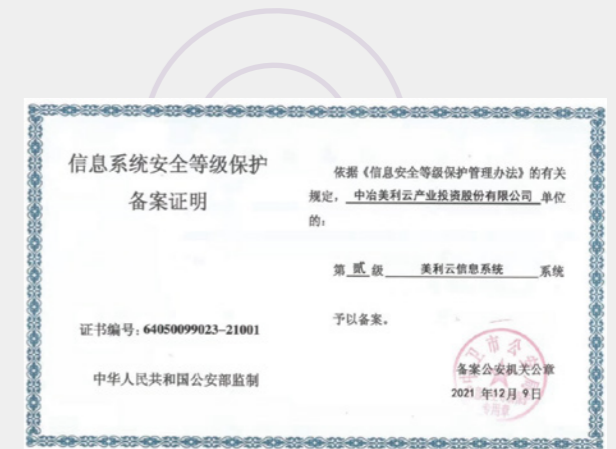 信息系统安全等级保护
备案证明
证书编号：64050099023-21001
中华人民共和国公安部监制
依据《信息安全等级保护管理办法》的有关
规定，中冶美利云产业投资股份有限公司单位
的：
第贰级 美利云信息系统 系统
予以备案。
备案公安机关公章
2021 年12月 9日